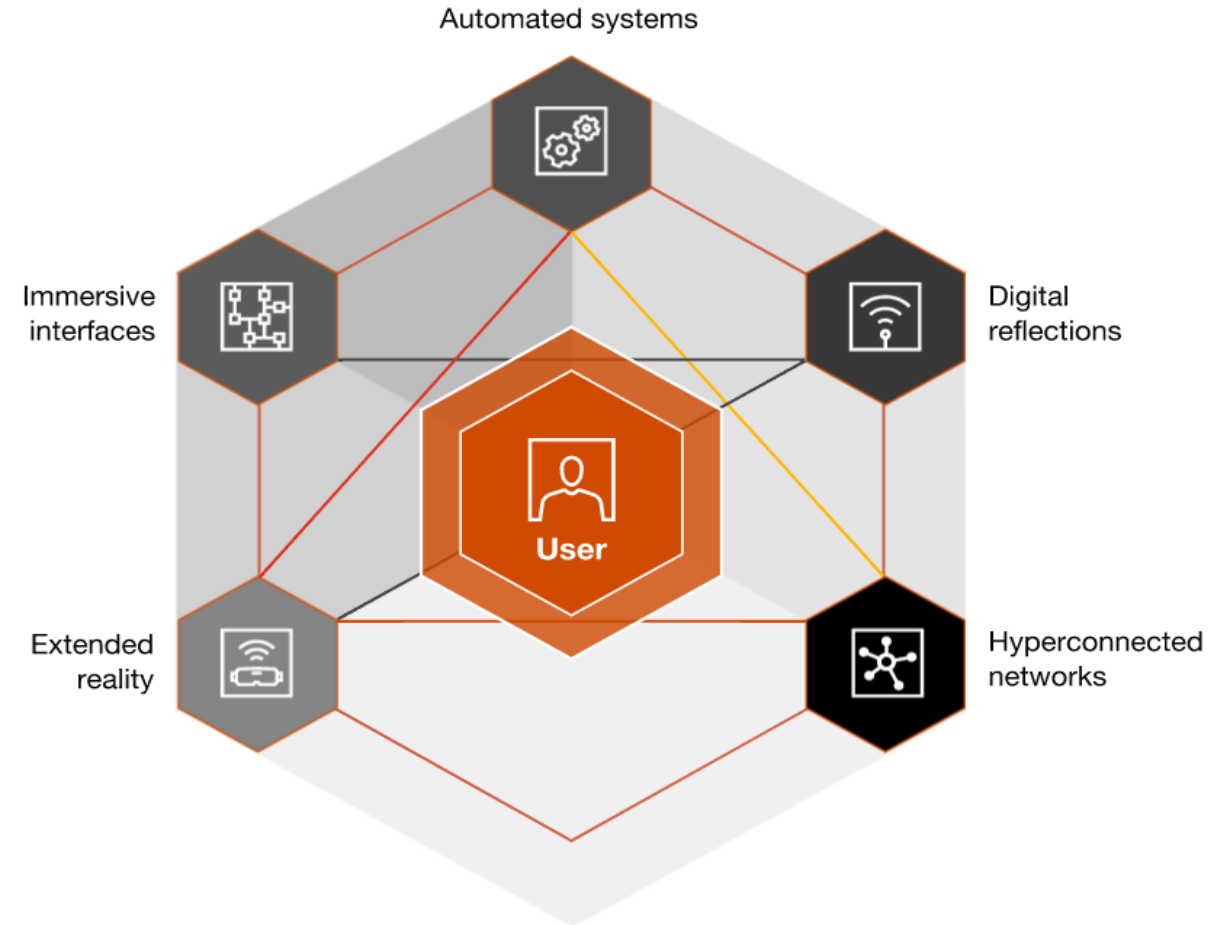 Automated systems
Immersive
interfaces
Digital
reflections
User
Extended
reality
Hyperconnected
networks